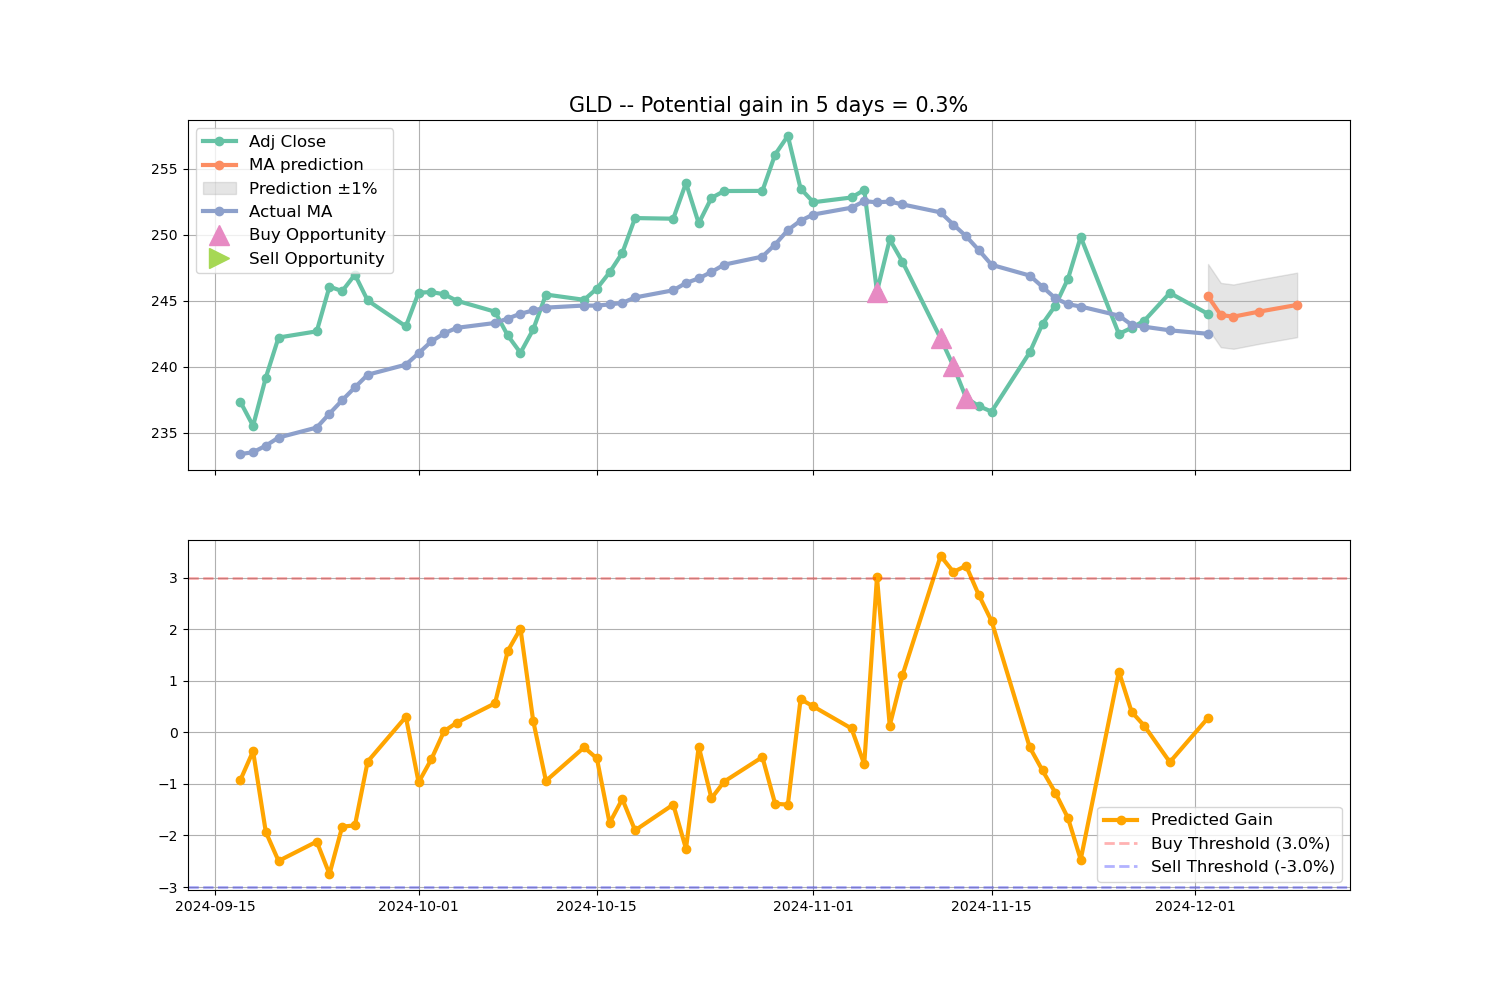 GLD -- Potential gain in 5 days = 0.3%
Adj Close
MA prediction
Prediction ±1%
Actual MA
Buy Opportunity
Sell Opportunity
255
250
245
240
235
3
2
1
0
−1
−2
−3
Predicted Gain
Buy Threshold (3.0%)
Sell Threshold (-3.0%)
2024-09-15
2024-10-01
2024-10-15
2024-11-01
2024-11-15
2024-12-01